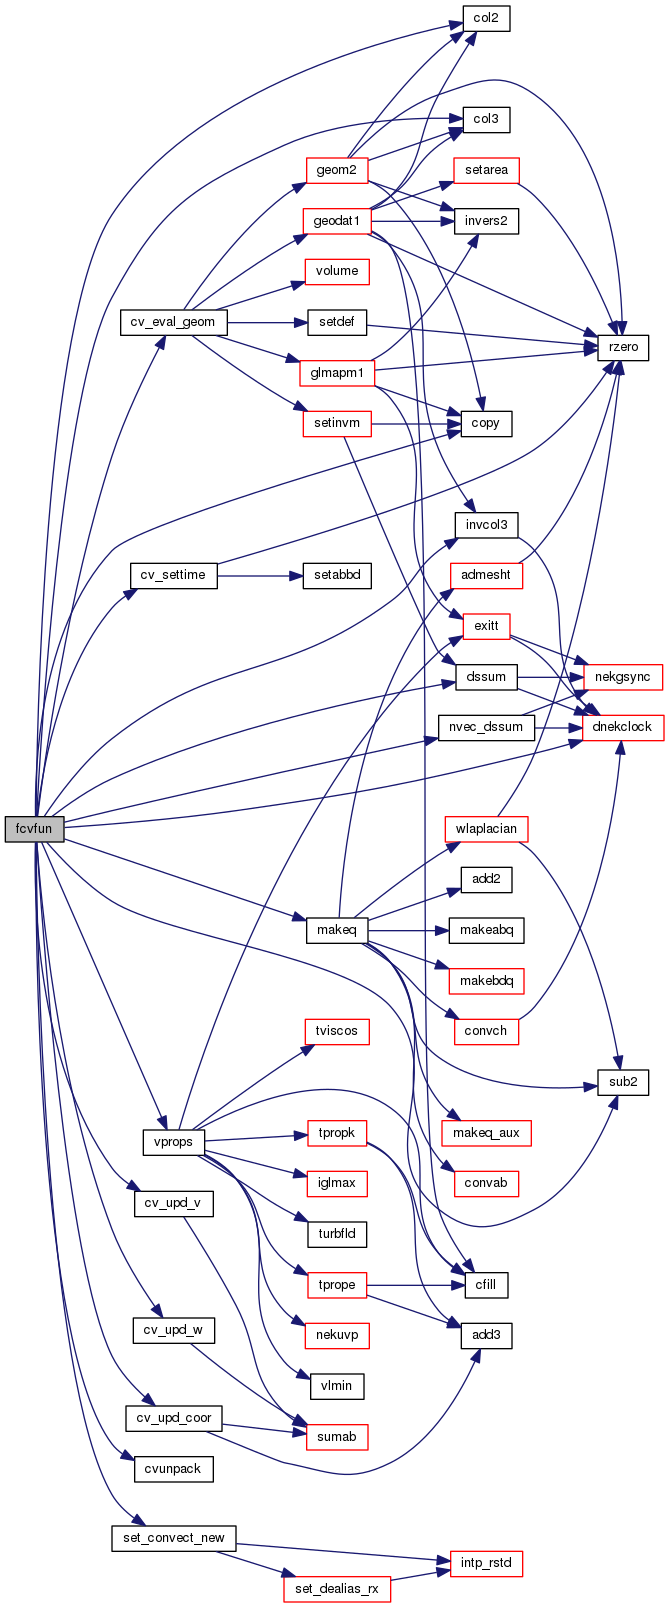 col2
col3
geom2
setarea
geodat1
invers2
volume
cv_eval_geom
setdef
rzero
glmapm1
setinvm
copy
invcol3
cv_settime
setabbd
admesht
exitt
dssum
nekgsync
nvec_dssum
dnekclock
fcvfun
wlaplacian
add2
makeq
makeabq
makebdq
tviscos
convch
sub2
tpropk
makeq_aux
vprops
iglmax
convab
cv_upd_v
turbfld
tprope
cfill
cv_upd_w
nekuvp
add3
vlmin
cv_upd_coor
sumab
cvunpack
set_convect_new
intp_rstd
set_dealias_rx